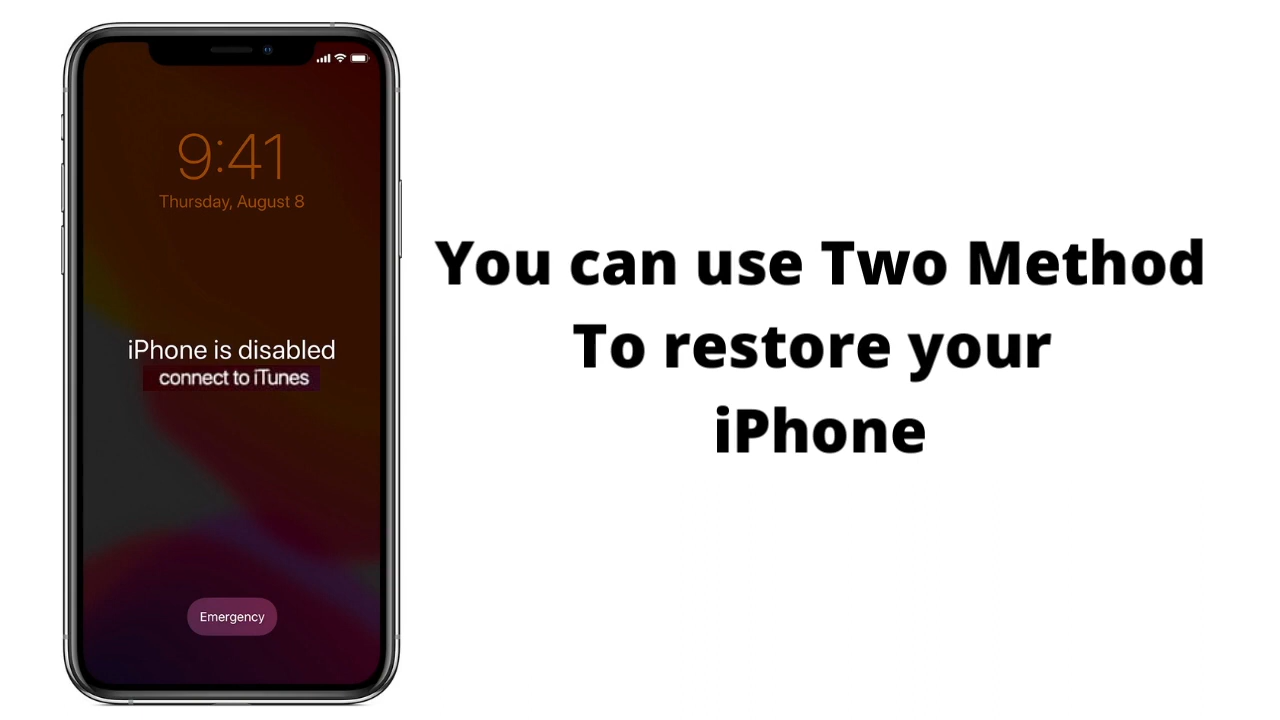 9:41
Thursday, August 8
iPhone is disabled
connect to iTunes
Emergency
You can use Two Method
To restore your
iPhone